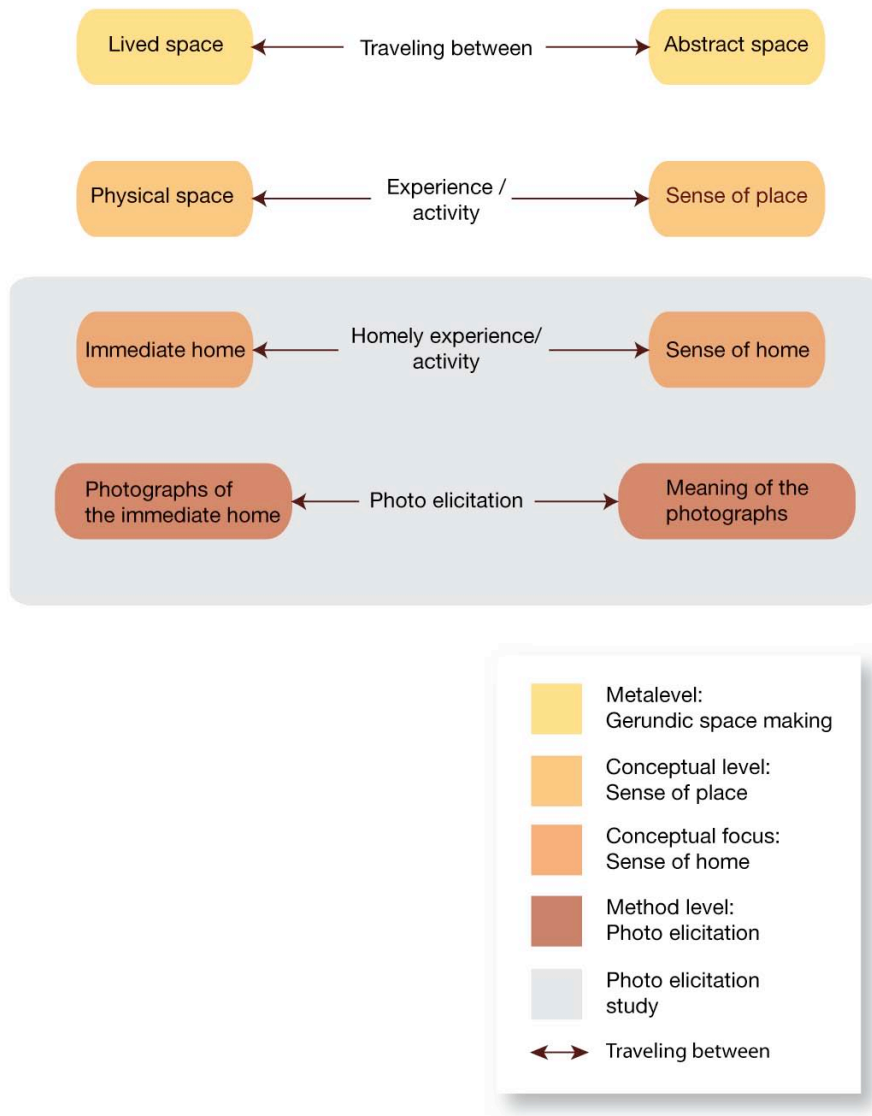 Lived space
Traveling between
Abstract space
Physical space
Experience /
activity
Sense of place
Immediate home
Homely experience/
activity
Sense of home
Photographs of
the immediate home
Photo elicitation
Meaning of the
photographs
Metalevel:
Gerundic space making
Conceptual level:
Sense of place
Conceptual focus:
Sense of home
Method level:
Photo elicitation
Photo elicitation
study
Traveling between